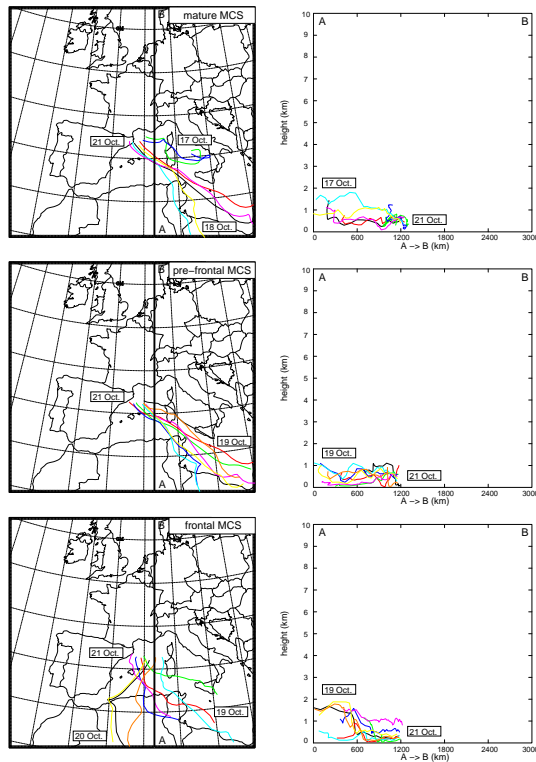 mature MCS
B
21 Oct.
17 Oct.
18 Oct.
A
A B
10
9
8
7
6
5
4
3
2
1
0
height (km)
17 Oct.
21 Oct.
0 600 1200 1800 2400 3000
A -> B (km)
pre-frontal MCS
B
21 Oct.
19 Oct.
A
A B
10
9
8
7
6
5
4
3
2
1
0
height (km)
19 Oct.
21 Oct.
0 600 1200 1800 2400 3000
A -> B (km)
frontal MCS
B
21 Oct.
19 Oct.
20 Oct.
A
A B
10
9
8
7
6
5
4
3
2
1
0
height (km)
19 Oct.
21 Oct.
0 600 1200 1800 2400 3000
A -> B (km)